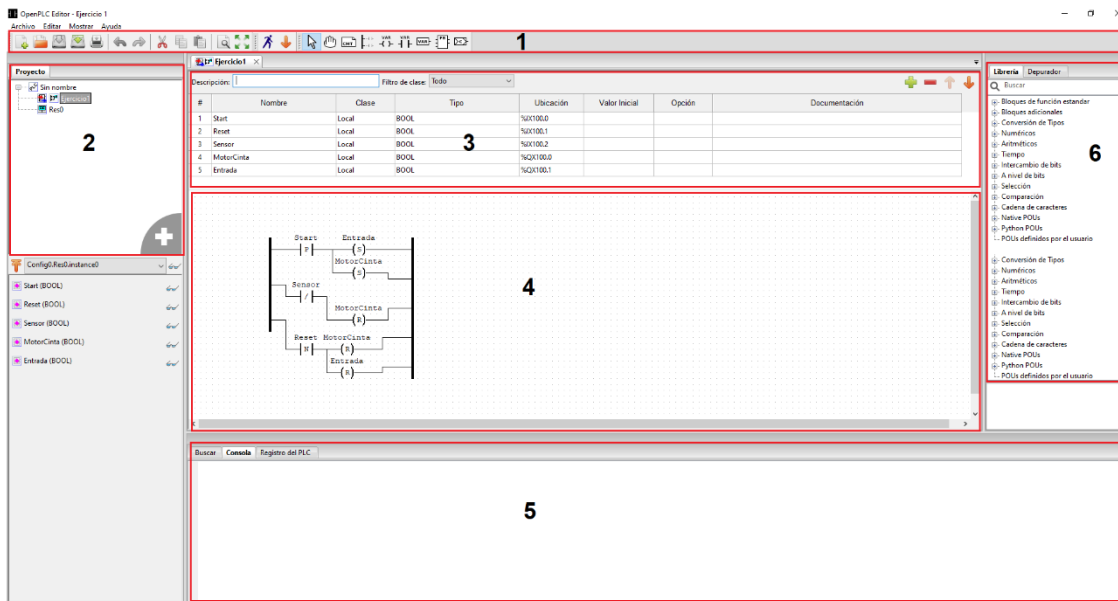 OpenPLC Editor - Ejercicio 1
Archivo Editar Mostrar Ayuda
1
Proyecto
Sin nombre
Ejercicio1
Res0
2
Config0.Res0.instance0
Start (BOOL)
Reset (BOOL)
Sensor (BOOL)
MotorCinta (BOOL)
Entrada (BOOL)
Ejercicio1
Descripción: Filtro de clase: Todo
# Nombre Clase Tipo Ubicación Valor Inicial Opción Documentación
1 Start Local BOOL %IX100.0
2 Reset Local BOOL %IX100.1
3 Sensor Local BOOL %IX100.2
4 MotorCinta Local BOOL %QX100.0
5 Entrada Local BOOL %QX100.1
3
Start Entrada
P S
MotorCinta
S
Sensor
/
MotorCinta
R
Reset MotorCinta
N R
Entrada
R
4
Buscar Consola Registro del PLC
5
Librería Depurador
Buscar
Bloques de función estandar
Bloques adicionales
Conversión de Tipos
Numéricos
Aritméticos
Tiempo
Intercambio de bits
A nivel de bits
Selección
Comparación
Cadena de caracteres
Native POUs
Python POUs
POUs definidos por el usuario
Conversión de Tipos
Numéricos
Aritméticos
Tiempo
Intercambio de bits
A nivel de bits
Selección
Comparación
Cadena de caracteres
Native POUs
Python POUs
POUs definidos por el usuario
6